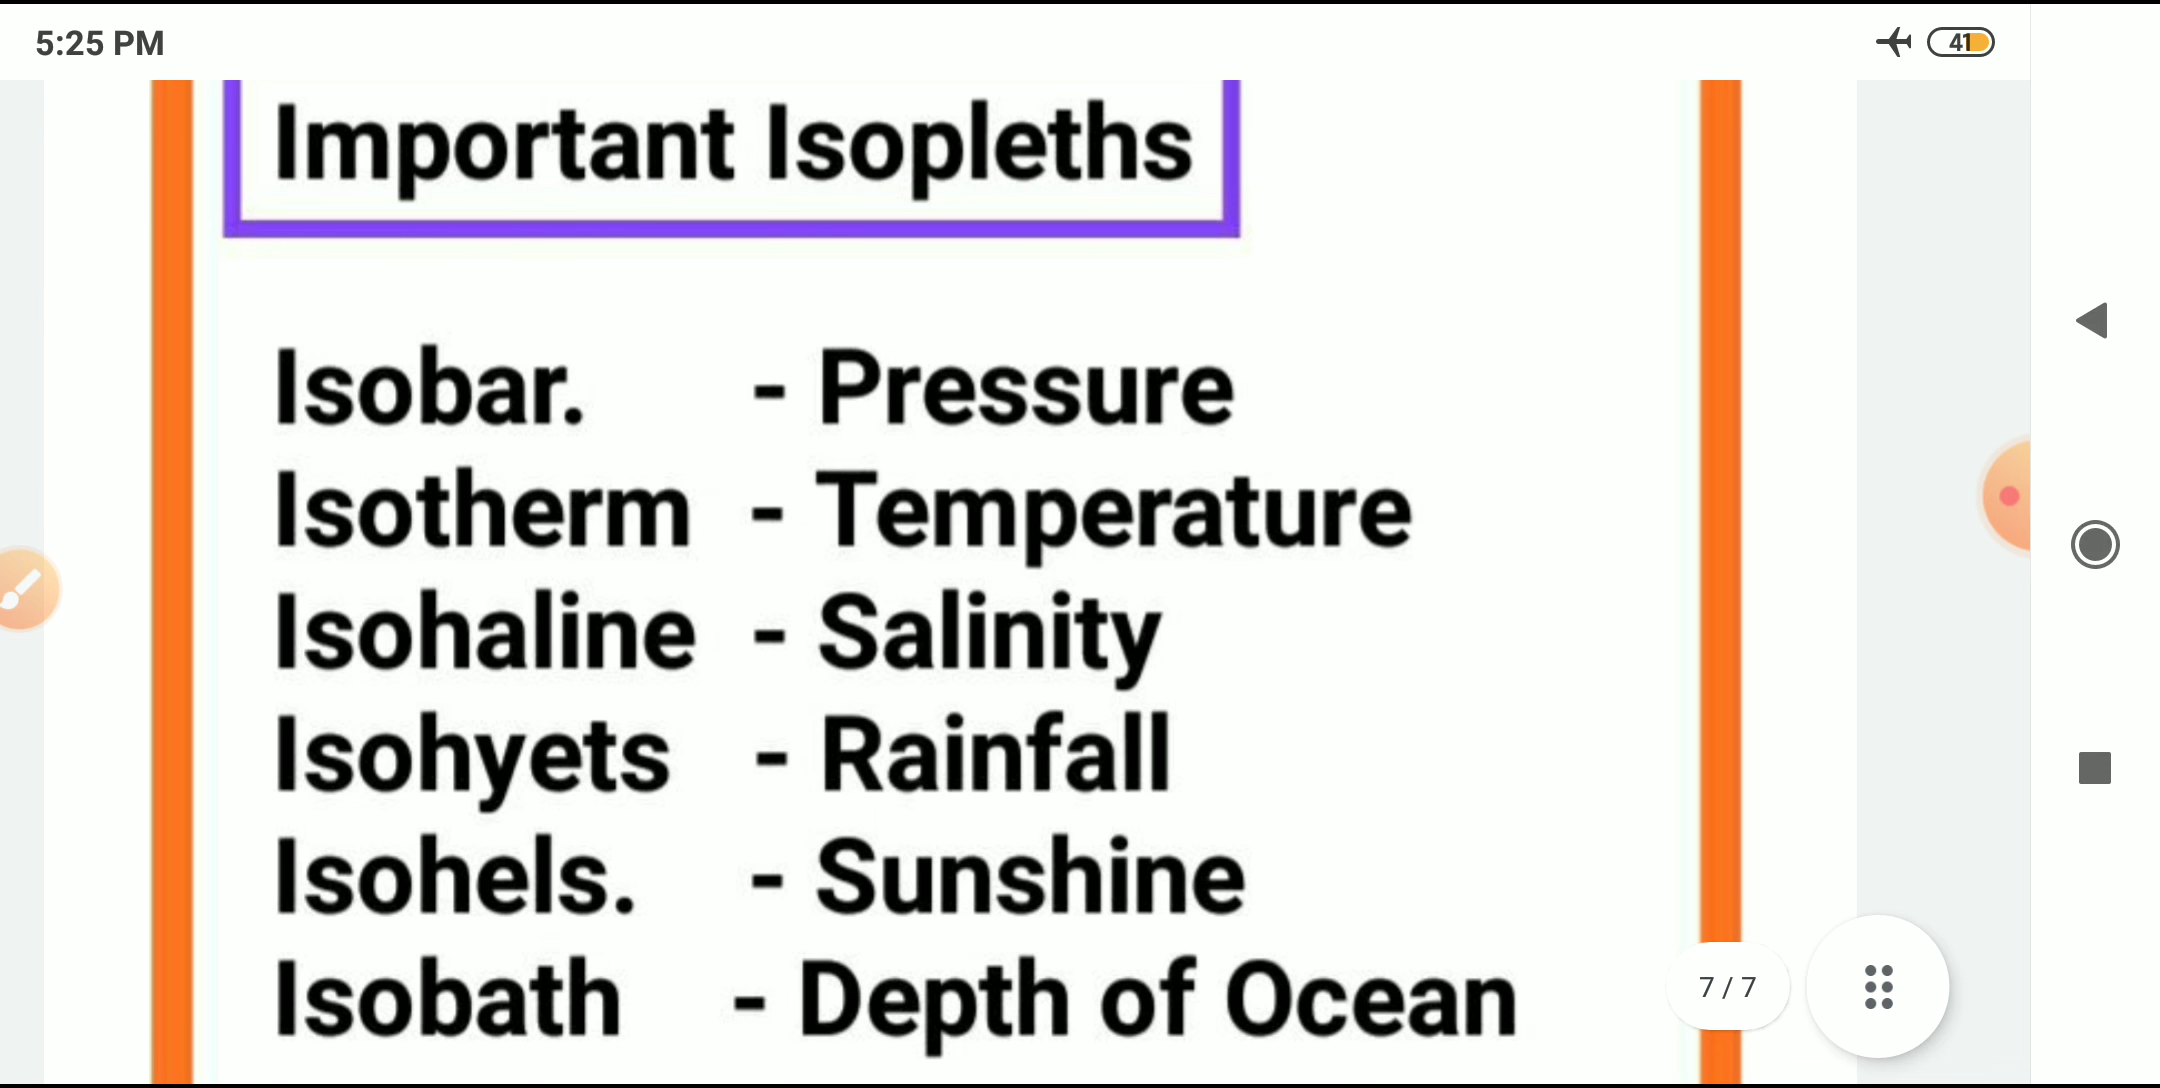 5:25 PM
41
Important Isopleths
Isobar. - Pressure
Isotherm - Temperature
Isohaline - Salinity
Isohyets - Rainfall
Isohels. - Sunshine
Isobath - Depth of Ocean
7 / 7